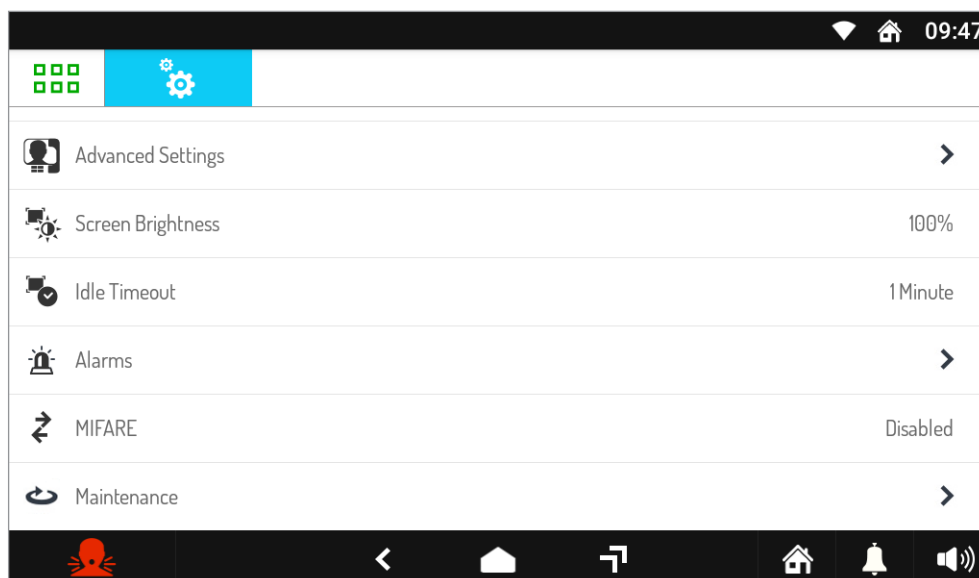 09:47
Advanced Settings
Screen Brightness 100%
Idle Timeout 1 Minute
Alarms
MIFARE Disabled
Maintenance